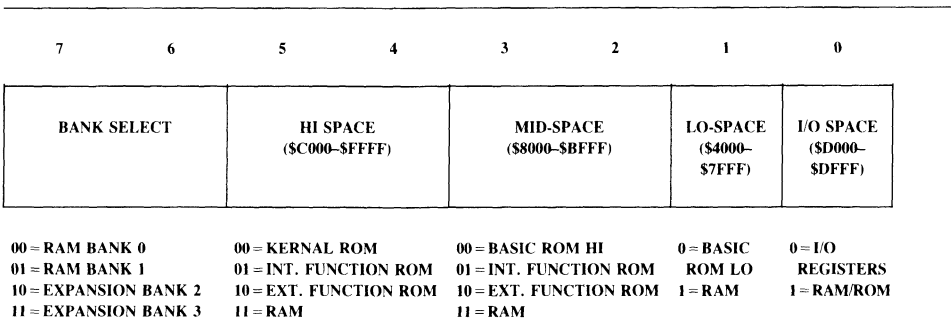 7 6 5 4 3 2 1 0
BANK SELECT HI SPACE MID-SPACE LO-SPACE I/O SPACE
($C000–$FFFF) ($8000–$BFFF) ($4000– ($D000–
$7FFF) $DFFF)
00 = RAM BANK 0 00 = KERNAL ROM 00 = BASIC ROM HI 0 = BASIC 0 = I/O
01 = RAM BANK 1 01 = INT. FUNCTION ROM 01 = INT. FUNCTION ROM ROM LO REGISTERS
10 = EXPANSION BANK 2 10 = EXT. FUNCTION ROM 10 = EXT. FUNCTION ROM 1 = RAM 1 = RAM/ROM
11 = EXPANSION BANK 3 11 = RAM 11 = RAM